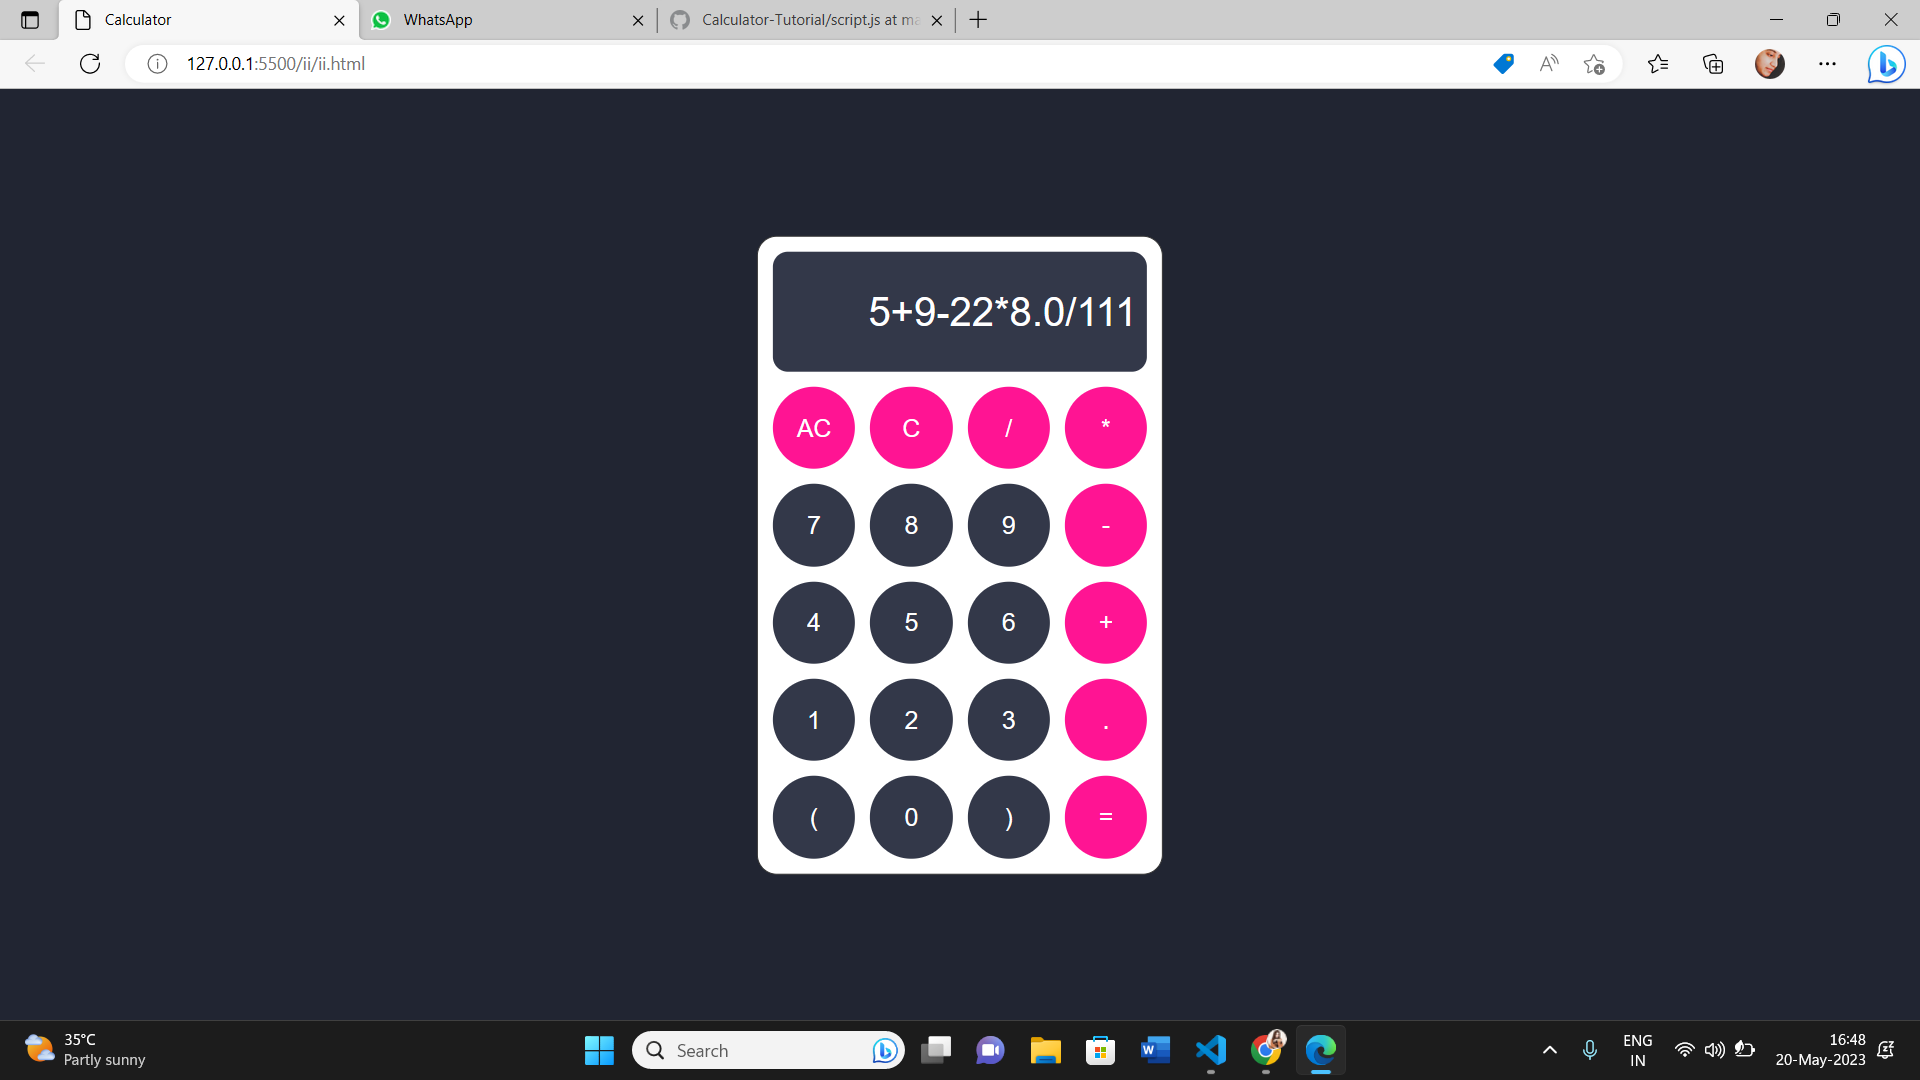 Calculator
WhatsApp
Calculator-Tutorial/script.js at ma
127.0.0.1:5500/ii/ii.html
5+9-22*8.0/111
AC C / *
7 8 9 -
4 5 6 +
1 2 3 .
( 0 ) =
35°C
Partly sunny
Search
W
ENG
IN
16:48
20-May-2023